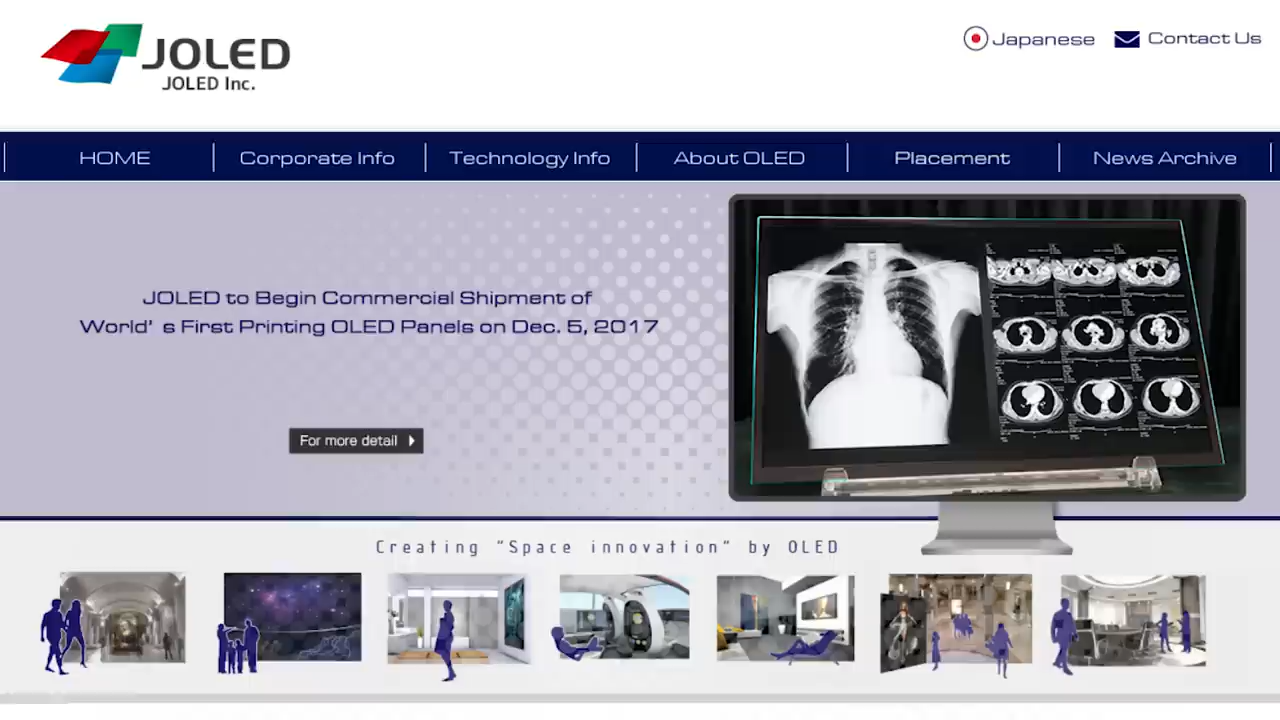 JOLED
JOLED Inc.
Japanese
Contact Us
HOME
Corporate Info
Technology Info
About OLED
Placement
News Archive
JOLED to Begin Commercial Shipment of
World’s First Printing OLED Panels on Dec. 5, 2017
For more detail
Creating “Space innovation” by OLED